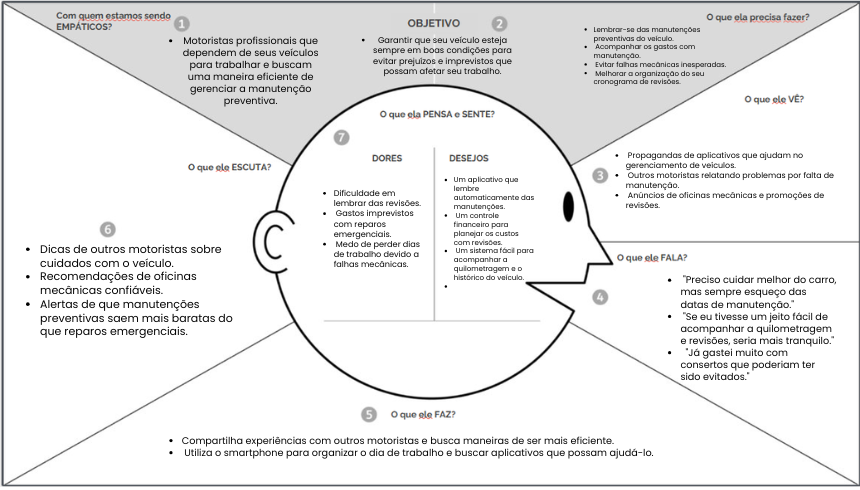 Com quem estamos sendo
EMPÁTICOS?
1
• Motoristas profissionais que
dependem de seus veículos
para trabalhar e buscam
uma maneira eficiente de
gerenciar a manutenção
preventiva.
OBJETIVO
2
• Garantir que seu veículo esteja
sempre em boas condições para
evitar prejuízos e imprevistos que
possam afetar seu trabalho.
O que ela precisa fazer?
• Lembrar-se das manutenções
preventivas do veículo.
• Acompanhar os gastos com
manutenção.
• Evitar falhas mecânicas inesperadas.
• Melhorar a organização do seu
cronograma de revisões.
O que ele VÊ?
3
• Propagandas de aplicativos que ajudam no
gerenciamento de veículos.
• Outros motoristas relatando problemas por falta de
manutenção.
• Anúncios de oficinas mecânicas e promoções de
revisões.
O que ele FALA?
4
• "Preciso cuidar melhor do carro,
mas sempre esqueço das
datas de manutenção."
• "Se eu tivesse um jeito fácil de
acompanhar a quilometragem
e revisões, seria mais tranquilo."
• "Já gastei muito com
consertos que poderiam ter
sido evitados."
5
O que ele FAZ?
• Compartilha experiências com outros motoristas e busca maneiras de ser mais eficiente.
• Utiliza o smartphone para organizar o dia de trabalho e buscar aplicativos que possam ajudá-lo.
O que ele ESCUTA?
6
• Dicas de outros motoristas sobre
cuidados com o veículo.
• Recomendações de oficinas
mecânicas confiáveis.
• Alertas de que manutenções
preventivas saem mais baratas do
que reparos emergenciais.
O que ela PENSA e SENTE?
7
DORES
• Dificuldade em
lembrar das revisões.
• Gastos imprevistos
com reparos
emergenciais.
• Medo de perder dias
de trabalho devido a
falhas mecânicas.
DESEJOS
• Um aplicativo que
lembre
automaticamente das
manutenções.
• Um controle
financeiro para
planejar os custos
com revisões.
• Um sistema fácil para
acompanhar a
quilometragem e o
histórico do veículo.
•